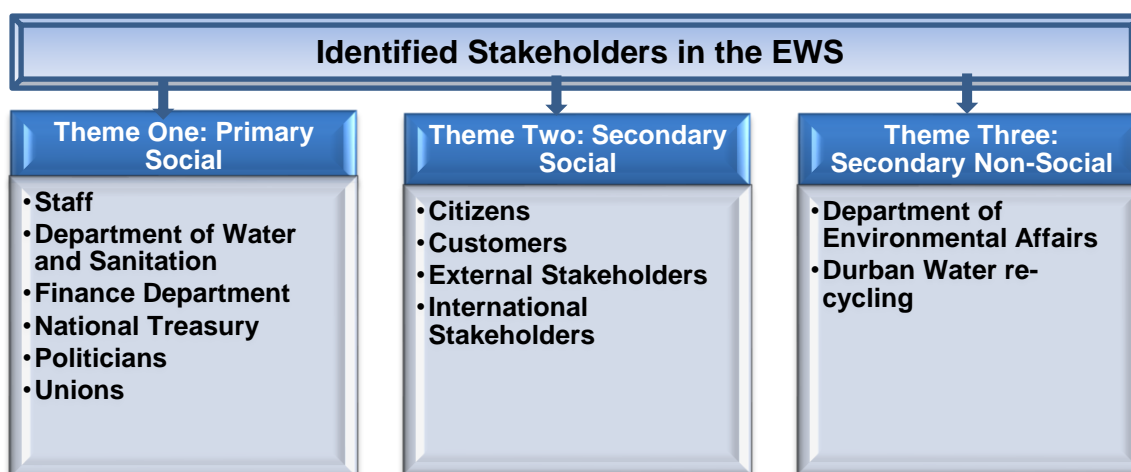 Identified Stakeholders in the EWS
Theme One: Primary
Social
•Staff
•Department of Water
and Sanitation
•Finance Department
•National Treasury
•Politicians
•Unions
Theme Two: Secondary
Social
•Citizens
•Customers
•External Stakeholders
•International
Stakeholders
Theme Three:
Secondary Non-Social
•Department of
Environmental Affairs
•Durban Water re-
cycling